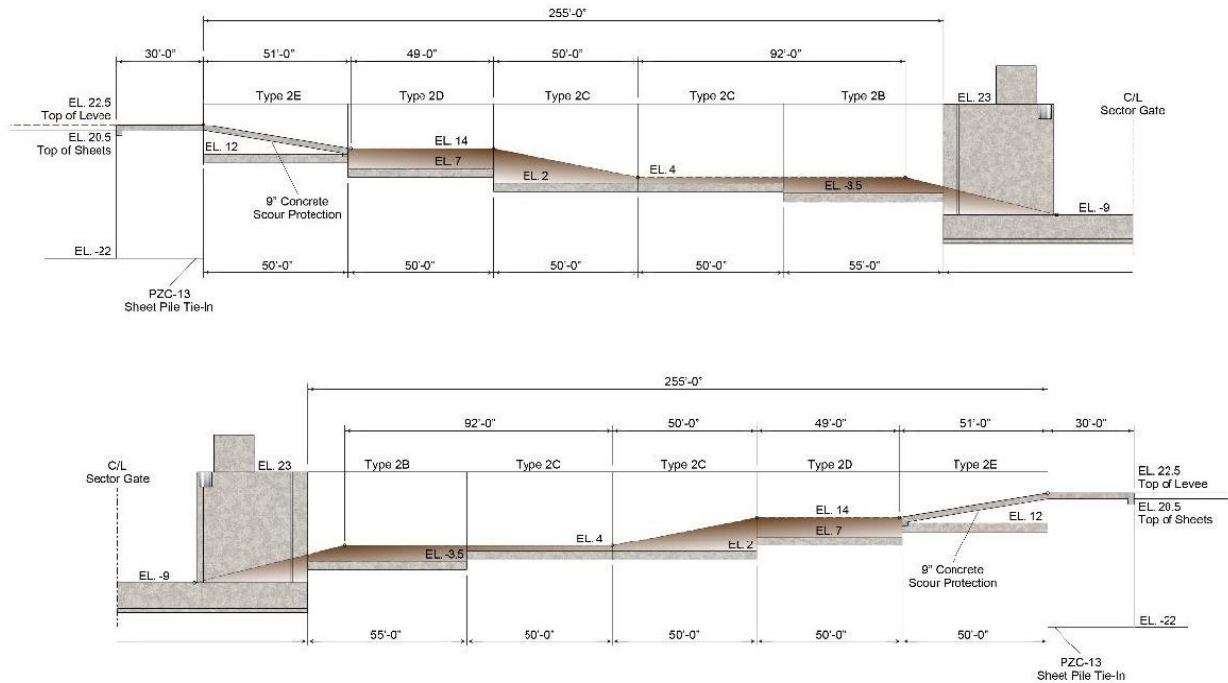 255'-0"
30'-0" 51'-0" 49'-0" 50'-0" 92'-0"
Type 2E Type 2D Type 2C Type 2C Type 2B
EL. 22.5
Top of Levee
EL. 20.5
Top of Sheets
EL. 23
C/L
Sector Gate
EL. 12
EL. 14
EL. 7
EL. 2
EL. 4
EL. -3.5
EL. -9
9" Concrete
Scour Protection
EL. -22
50'-0" 50'-0" 50'-0" 50'-0" 55'-0"
PZC-13
Sheet Pile Tie-In
255'-0"
92'-0" 50'-0" 49'-0" 51'-0" 30'-0"
C/L
Sector Gate
EL. 23
Type 2B Type 2C Type 2C Type 2D Type 2E
EL. 22.5
Top of Levee
EL. 20.5
Top of Sheets
EL. 14
EL. 12
EL. 7
EL. 4
EL. 2
EL. -3.5
EL. -9
9" Concrete
Scour Protection
EL. -22
55'-0" 50'-0" 50'-0" 50'-0" 50'-0"
PZC-13
Sheet Pile Tie-In